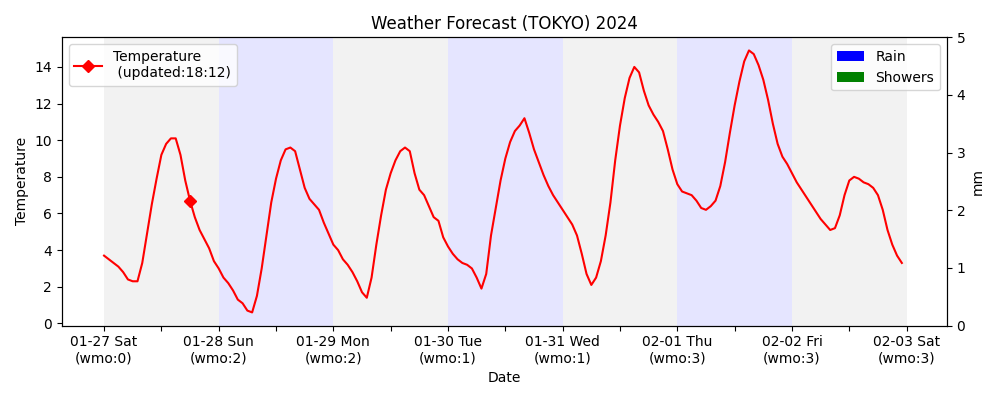 Weather Forecast (TOKYO) 2024
Temperature
(updated:18:12)
Rain
Showers
Temperature
14
12
10
8
6
4
2
0
5
4
3
2
1
0
mm
01-27 Sat
(wmo:0)
01-28 Sun
(wmo:2)
01-29 Mon
(wmo:2)
01-30 Tue
(wmo:1)
01-31 Wed
(wmo:1)
02-01 Thu
(wmo:3)
02-02 Fri
(wmo:3)
02-03 Sat
(wmo:3)
Date